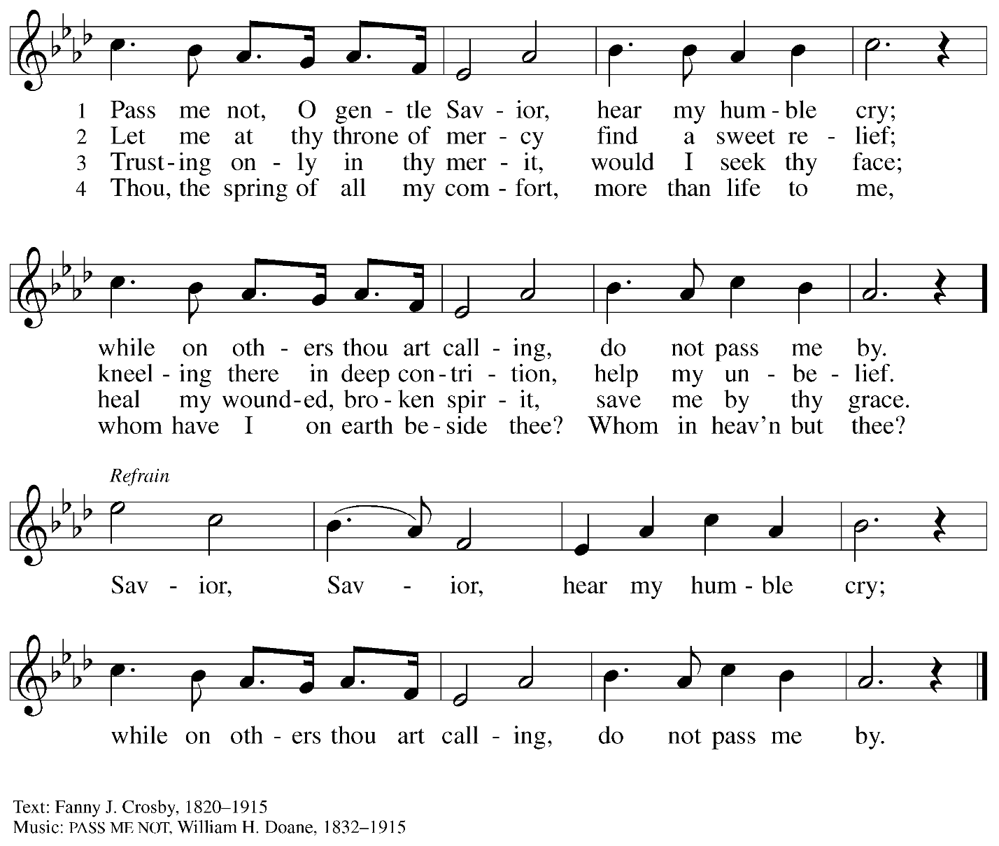 1 Pass me not, O gen - tle Sav - ior, hear my hum - ble cry;
2 Let me at thy throne of mer - cy find a sweet re - lief;
3 Trust - ing on - ly in thy mer - it, would I seek thy face;
4 Thou, the spring of all my com - fort, more than life to me,
while on oth - ers thou art call - ing, do not pass me by.
kneel - ing there in deep con - tri - tion, help my un - be - lief.
heal my wound - ed, bro - ken spir - it, save me by thy grace.
whom have I on earth be - side thee? Whom in heav'n but thee?
Refrain
Sav - ior, Sav - ior, hear my hum - ble cry;
while on oth - ers thou art call - ing, do not pass me by.
Text: Fanny J. Crosby, 1820–1915
Music: PASS ME NOT, William H. Doane, 1832–1915